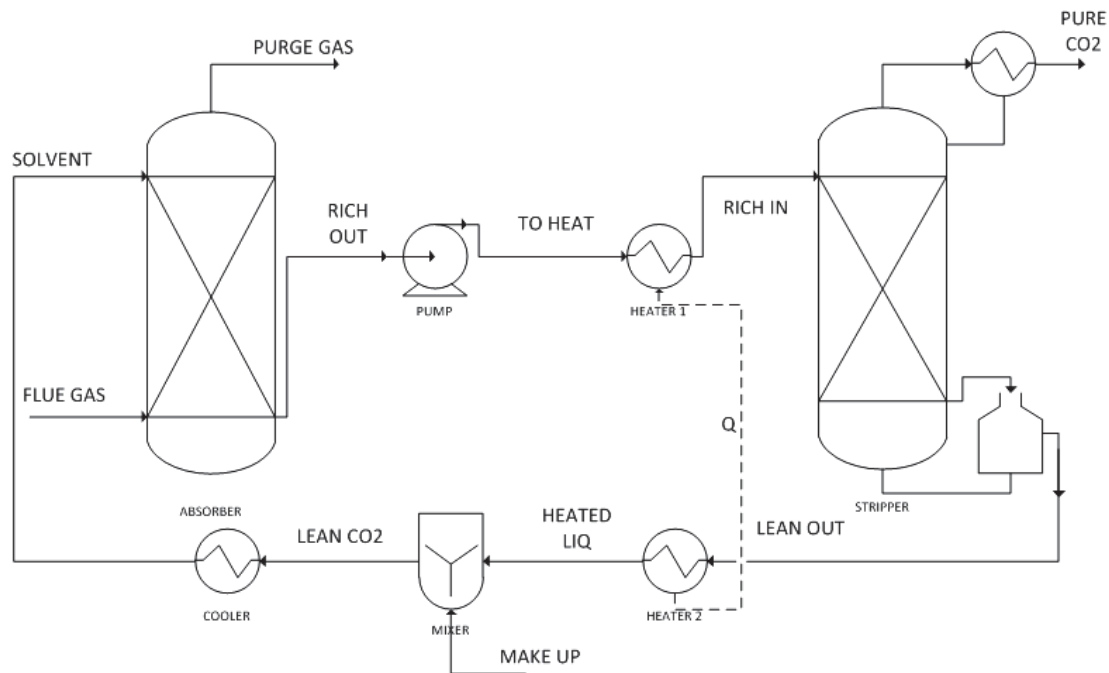 PURE
CO2
PURGE GAS
SOLVENT
RICH
OUT
TO HEAT
RICH IN
PUMP
HEATER 1
FLUE GAS
Q
STRIPPER
ABSORBER
LEAN CO2
HEATED
LIQ
LEAN OUT
COOLER
MIXER
HEATER 2
MAKE UP